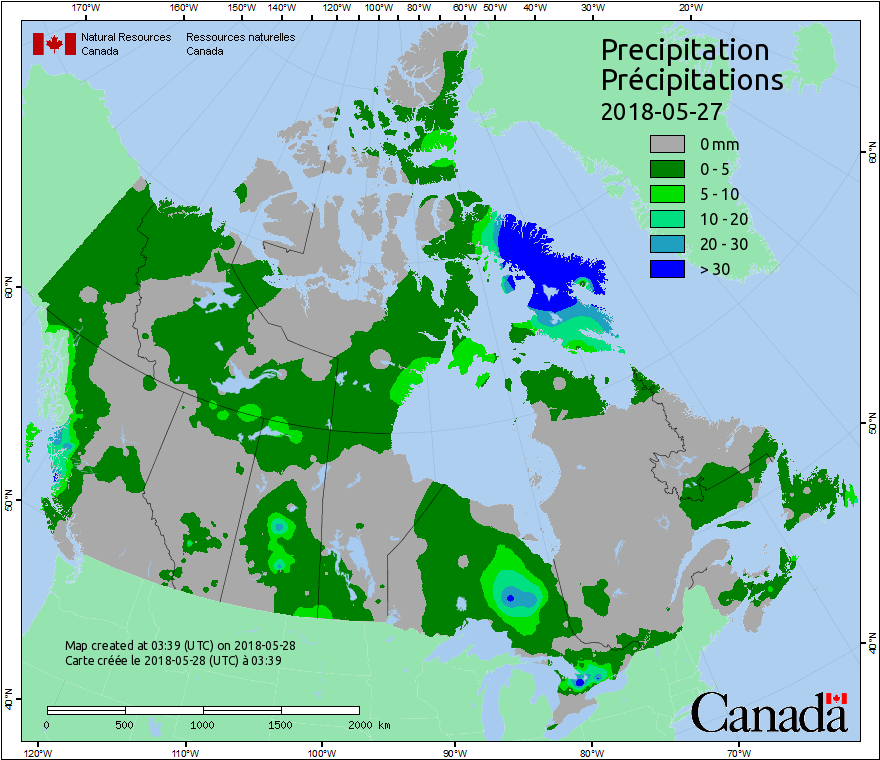 170°W 160°W 150°W 140°W 130°W 120°W 110°W 100°W 90°W 80°W 70°W 60°W 50°W 40°W 30°W 20°W
Natural Resources Ressources naturelles
Canada Canada
Precipitation
Précipitations
2018-05-27
0 mm
0 - 5
5 - 10
10 - 20
20 - 30
> 30
60°N
60°N
50°N
50°N
40°N
40°N
Map created at 03:39 (UTC) on 2018-05-28
Carte créée le 2018-05-28 (UTC) à 03:39
0 500 1000 1500 2000 km
Canada
120°W 110°W 100°W 90°W 80°W 70°W